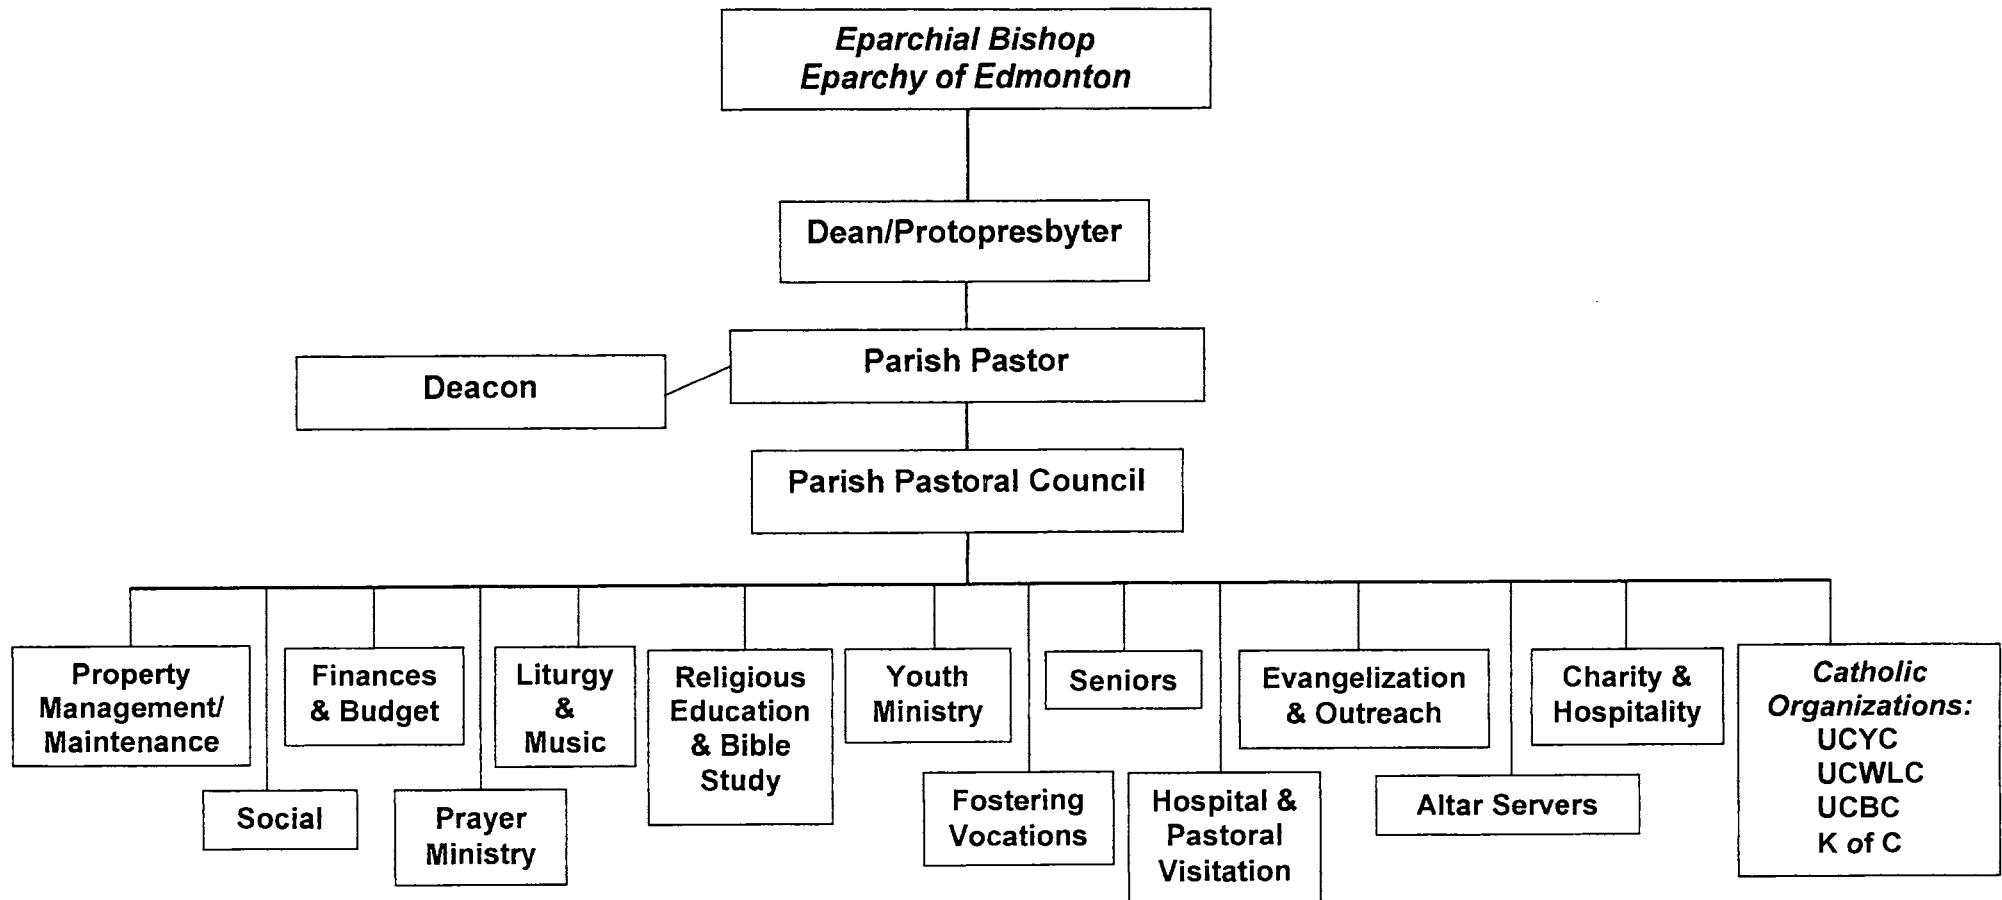 Eparchial Bishop
Eparchy of Edmonton
Dean/Protopresbyter
Parish Pastor
Deacon
Parish Pastoral Council
Property
Management/
Maintenance
Social
Finances
& Budget
Prayer
Ministry
Liturgy
&
Music
Religious
Education
& Bible
Study
Youth
Ministry
Fostering
Vocations
Seniors
Hospital &
Pastoral
Visitation
Evangelization
& Outreach
Altar Servers
Charity &
Hospitality
Catholic
Organizations:
UCYC
UCWLC
UCBC
K of C